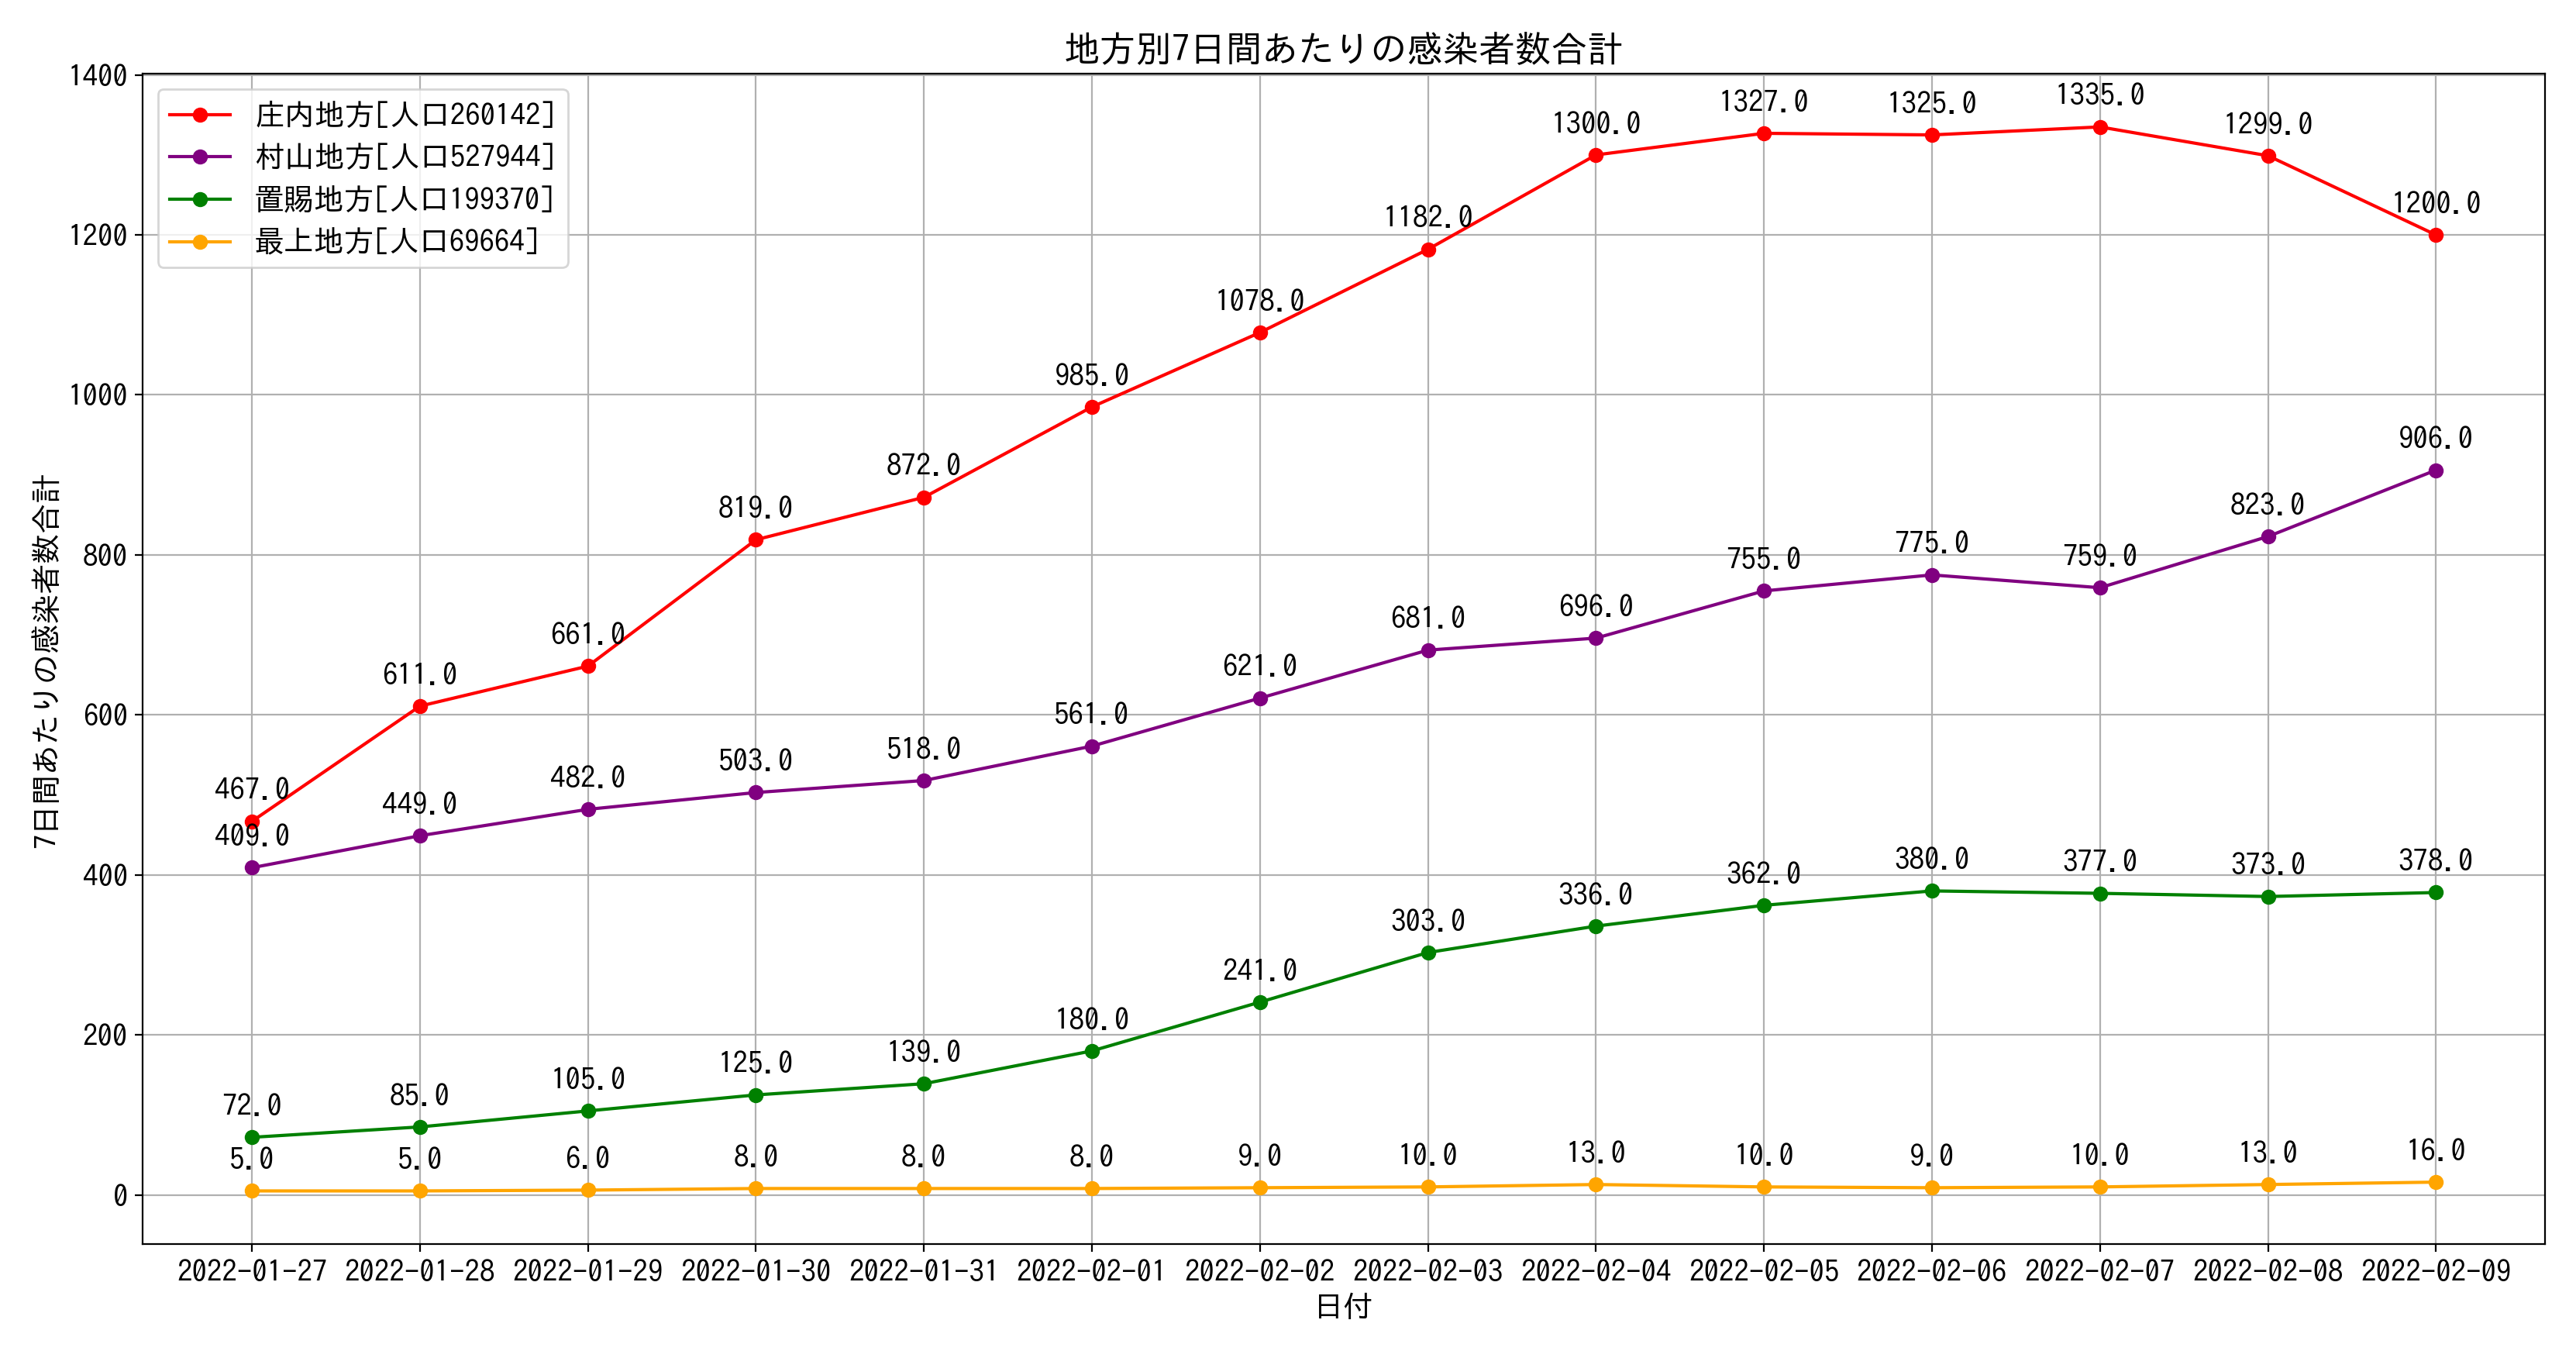 地方別7日間あたりの感染者数合計
庄内地方[人口260142]
村山地方[人口527944]
置賜地方[人口199370]
最上地方[人口69664]
7日間あたりの感染者数合計
1400
1200
1000
800
600
400
200
0
467.0 611.0 661.0 819.0 872.0 985.0 1078.0 1182.0 1300.0 1327.0 1325.0 1335.0 1299.0 1200.0
409.0 449.0 482.0 503.0 518.0 561.0 621.0 681.0 696.0 755.0 775.0 759.0 823.0 906.0
72.0 85.0 105.0 125.0 139.0 180.0 241.0 303.0 336.0 362.0 380.0 377.0 373.0 378.0
5.0 5.0 6.0 8.0 8.0 8.0 9.0 10.0 13.0 10.0 9.0 10.0 13.0 16.0
2022-01-27 2022-01-28 2022-01-29 2022-01-30 2022-01-31 2022-02-01 2022-02-02 2022-02-03 2022-02-04 2022-02-05 2022-02-06 2022-02-07 2022-02-08 2022-02-09
日付